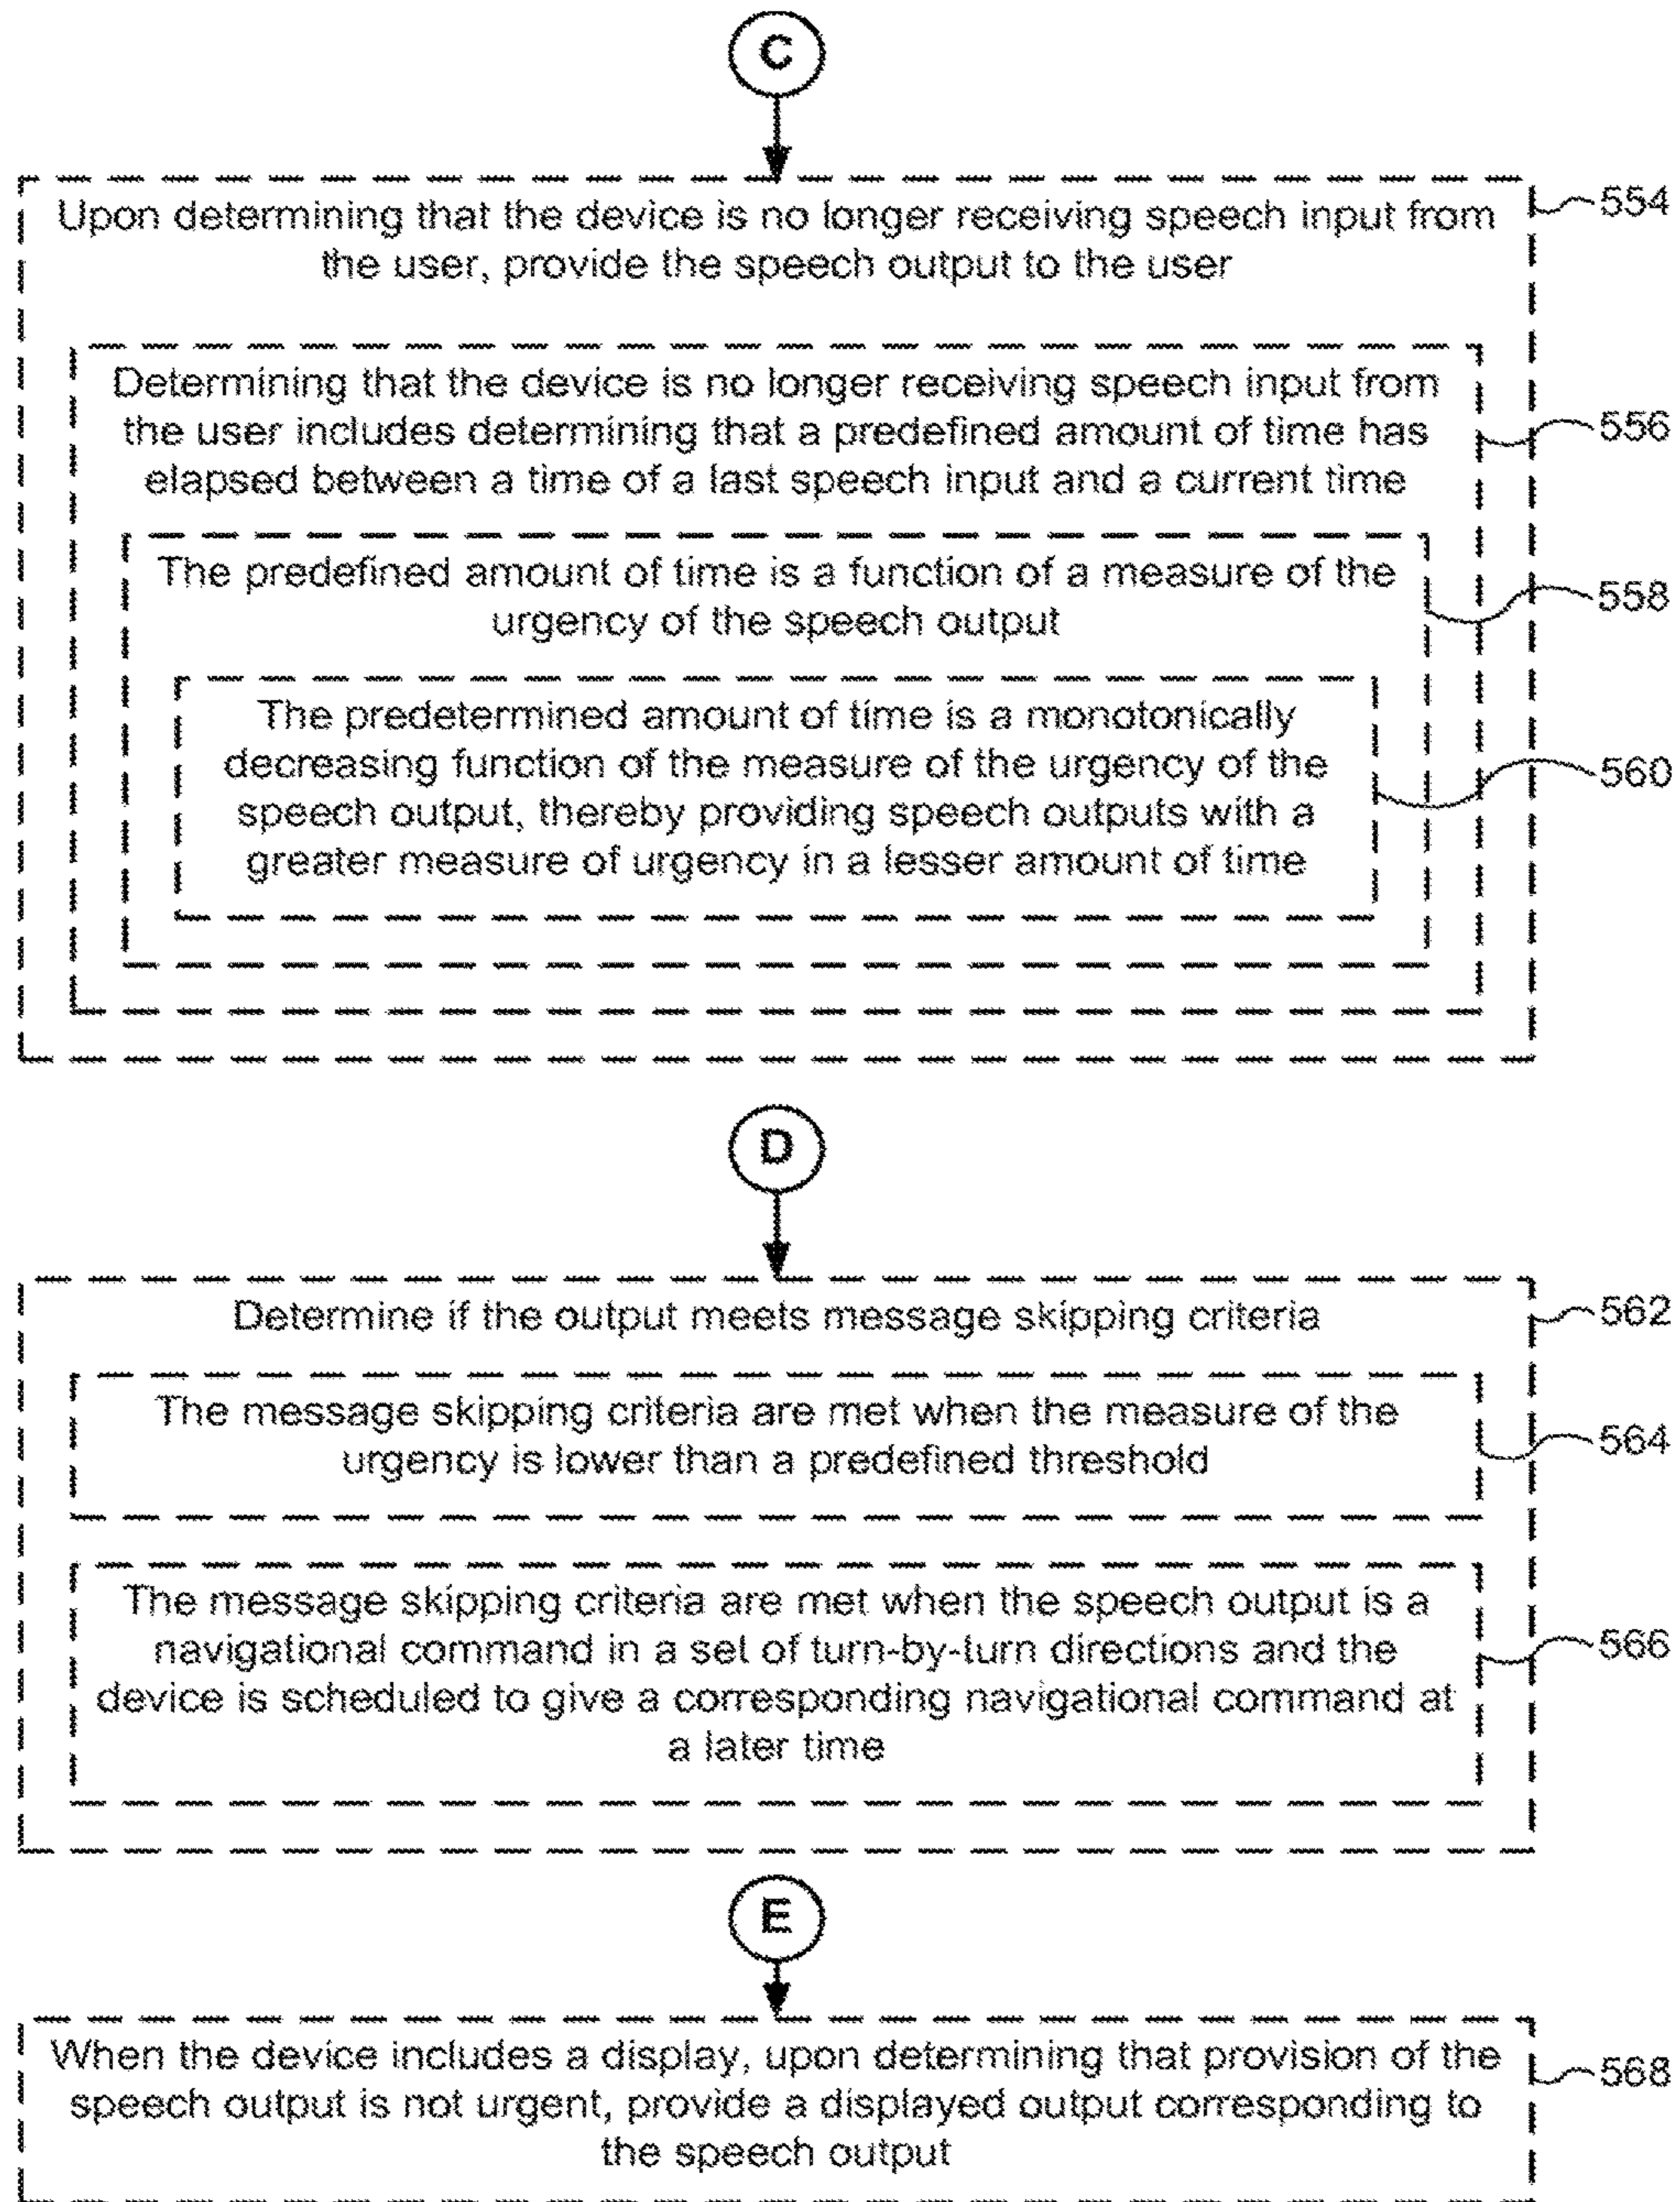 C
Upon determining that the device is no longer receiving speech input from
the user, provide the speech output to the user
554
Determining that the device is no longer receiving speech input from
the user includes determining that a predefined amount of time has
elapsed between a time of a last speech input and a current time
556
The predefined amount of time is a function of a measure of the
urgency of the speech output
558
The predetermined amount of time is a monotonically
decreasing function of the measure of the urgency of the
speech output, thereby providing speech outputs with a
greater measure of urgency in a lesser amount of time
560
D
Determine if the output meets message skipping criteria
562
The message skipping criteria are met when the measure of the
urgency is lower than a predefined threshold
564
The message skipping criteria are met when the speech output is a
navigational command in a set of turn-by-turn directions and the
device is scheduled to give a corresponding navigational command at
a later time
566
E
When the device includes a display, upon determining that provision of the
speech output is not urgent, provide a displayed output corresponding to
the speech output
568